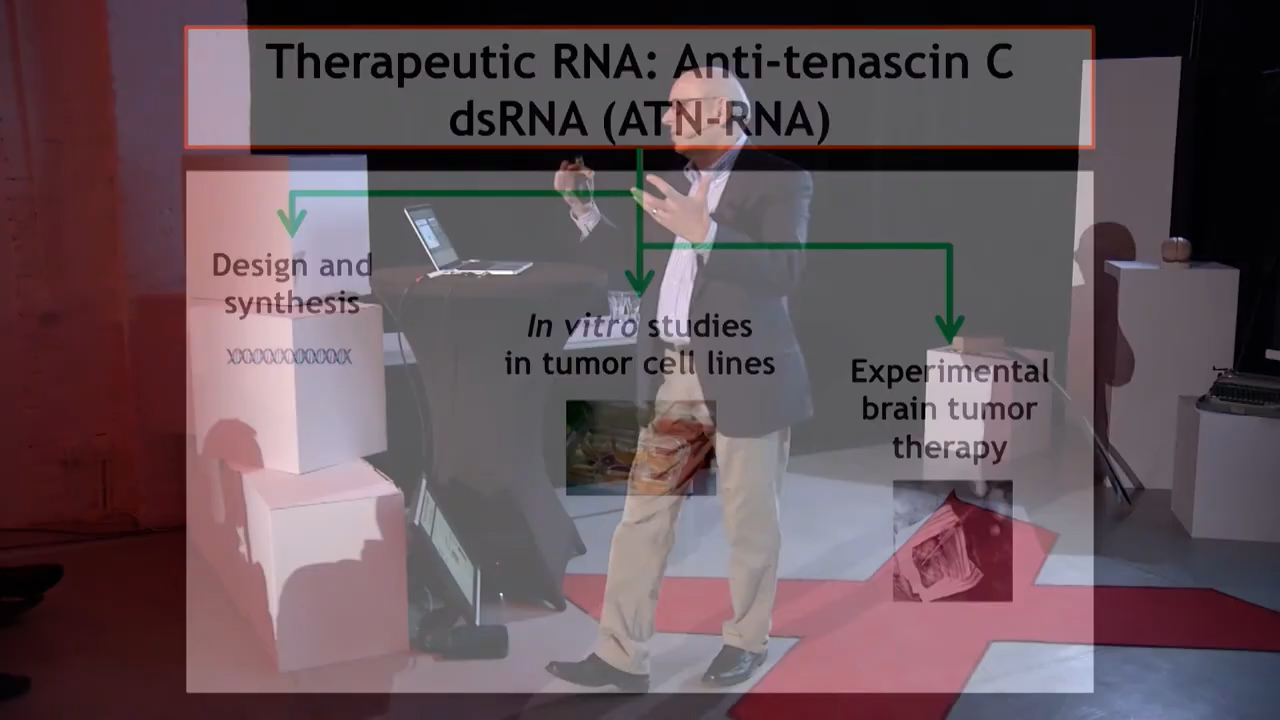 Therapeutic RNA: Anti-tenascin C
dsRNA (ATN-RNA)
Design and
synthesis
In vitro studies
in tumor cell lines
Experimental
brain tumor
therapy